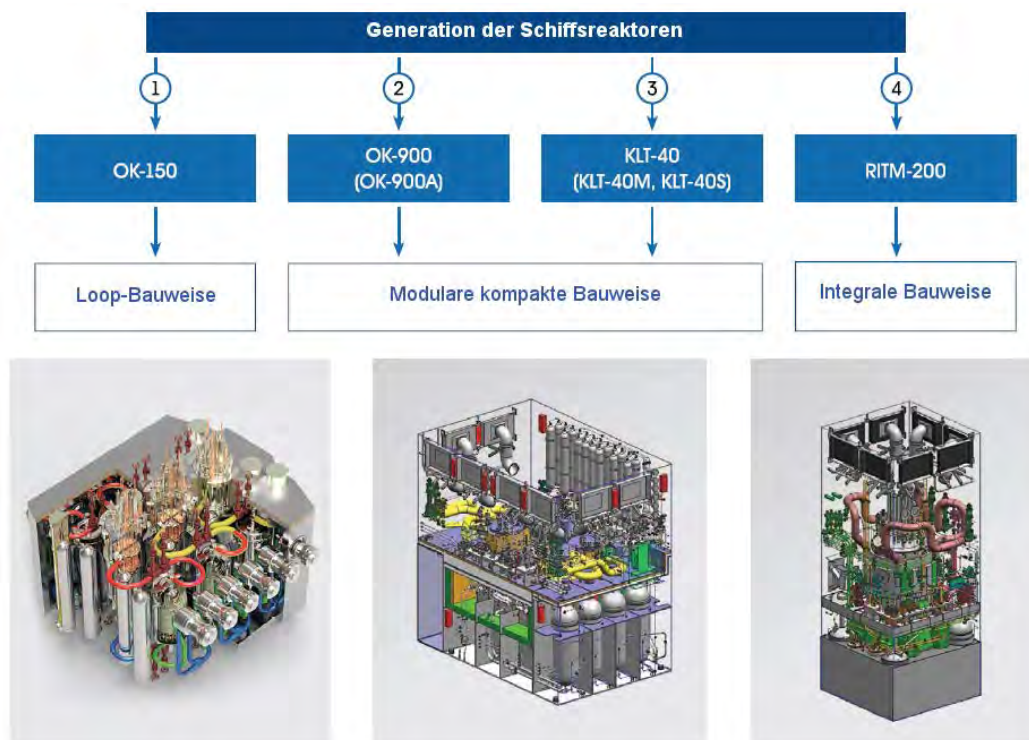 Generation der Schiffsreaktoren
1
2
3
4
OK-150
OK-900
(OK-900A)
KLT-40
(KLT-40M, KLT-40S)
RITM-200
Loop-Bauweise
Modulare kompakte Bauweise
Integrale Bauweise